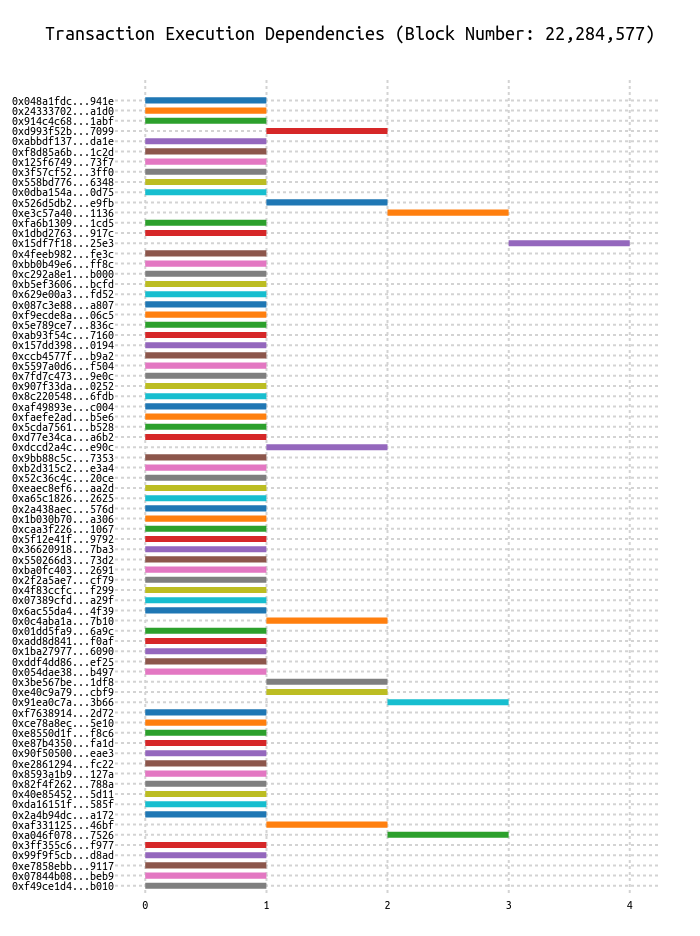 Transaction Execution Dependencies (Block Number: 22,284,577)
0x048a1fdc...941e
0x24333702...a1d0
0x914c4c68...1abf
0xd993f52b...7099
0xabbdf137...da1e
0xf8d85a6b...1c2d
0x125f6749...73f7
0x3f57cf52...3ff0
0x558bd776...6348
0x0dba154a...0d75
0x526d5db2...e9fb
0xe3c57a40...1136
0xfa6b1309...1cd5
0x1dbd2763...917c
0x15df7f18...25e3
0x4feeb982...fe3c
0xbb0b49e6...ff8c
0xc292a8e1...b000
0xb5ef3606...bcfd
0x629e00a3...fd52
0x087c3e88...a807
0xf9ecde8a...06c5
0x5e789ce7...836c
0xab93f54c...7160
0x157dd398...0194
0xccb4577f...b9a2
0x5597a0d6...f504
0x7fd7c473...9e0c
0x907f33da...0252
0x8c220548...6fdb
0xaf49893e...c004
0xfaefe2ad...b5e6
0x5cda7561...b528
0xd77e34ca...a6b2
0xdccd2a4c...e90c
0x9bb88c5c...7353
0xb2d315c2...e3a4
0x52c36c4c...20ce
0xeaec8ef6...aa2d
0xa65c1826...2625
0x2a438aec...576d
0x1b030b70...a306
0xcaa3f226...1067
0x5f12e41f...9792
0x36620918...7ba3
0x550266d3...73d2
0xba0fc403...2691
0x2f2a5ae7...cf79
0x4f83ccfc...f299
0x07389cfd...a29f
0x6ac55da4...4f39
0x0c4aba1a...7b10
0x01dd5fa9...6a9c
0xadd8d841...f0af
0x1ba27977...6090
0xddf4dd86...ef25
0x054dae38...b497
0x3be567be...1df8
0xe40c9a79...cbf9
0x91ea0c7a...3b66
0xf7638914...2d72
0xce78a8ec...5e10
0xe8550d1f...f8c6
0xe87b4350...fa1d
0x90f50500...eae3
0xe2861294...fc22
0x8593a1b9...127a
0x82f4f262...788a
0x40e85452...5d11
0xda16151f...585f
0x2a4b94dc...a172
0xaf331125...46bf
0xa046f078...7526
0x3ff355c6...f977
0x99f9f5cb...d8ad
0xe7858ebb...9117
0x07844b08...beb9
0xf49ce1d4...b010
0 1 2 3 4